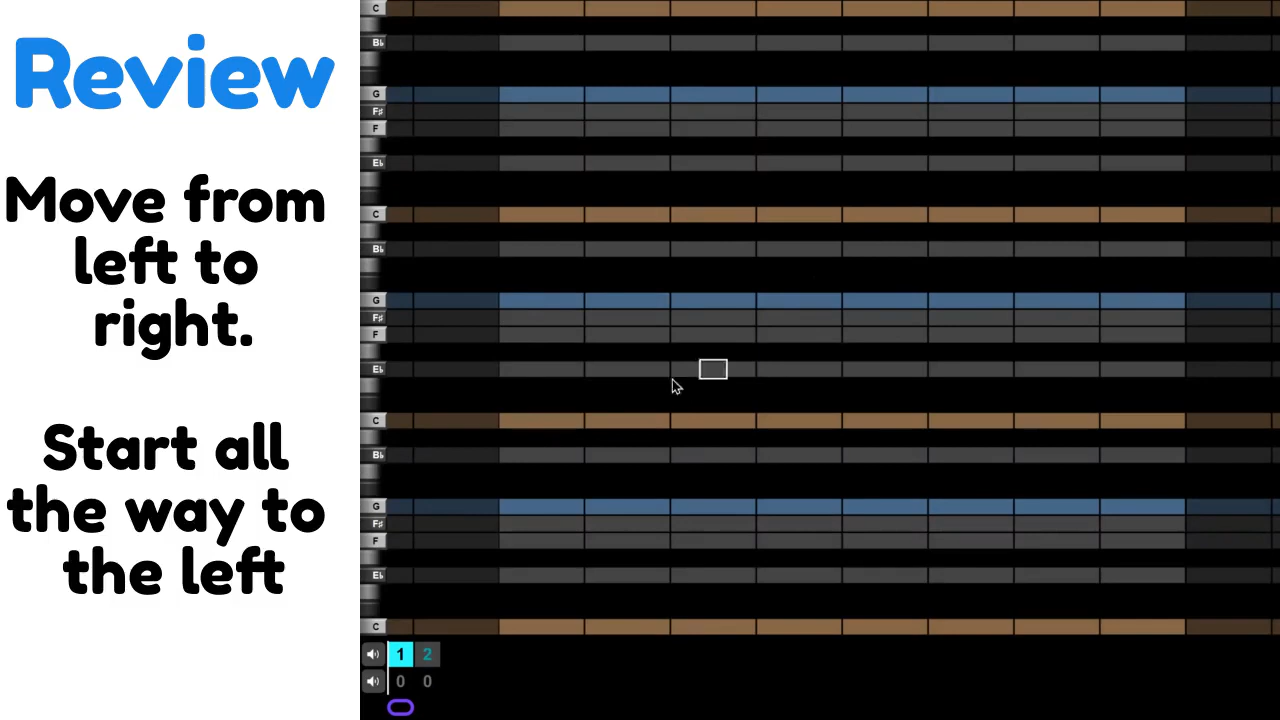 Review
Move from
left to
right.
Start all
the way to
the left
C
B♭
G
F♯
F
E♭
C
B♭
G
F♯
F
E♭
C
B♭
G
F♯
F
E♭
C
1 2
0 0